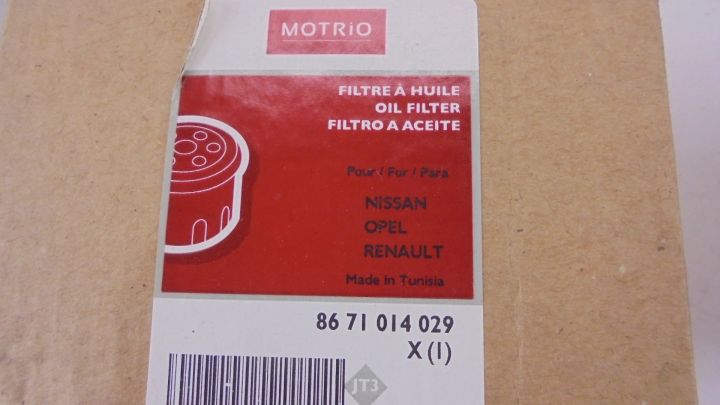 MOTRiO
FILTRE À HUILE
OIL FILTER
FILTRO A ACEITE
Pour / For / Para
NISSAN
OPEL
RENAULT
Made in Tunisia
86 71 014 029
X (1)
JT3